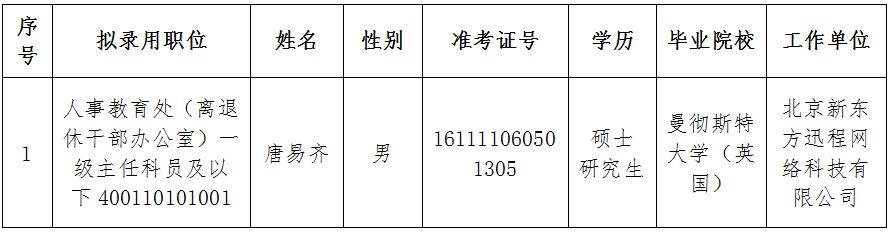 序号 拟录用职位 姓名 性别 准考证号 学历 毕业院校 工作单位
1
人事教育处（离退
休干部办公室）一
级主任科员及以
下 400110101001
唐易齐
男
16111106050
1305
硕士
研究生
曼彻斯特
大学（英
国）
北京新东
方迅程网
络科技有
限公司